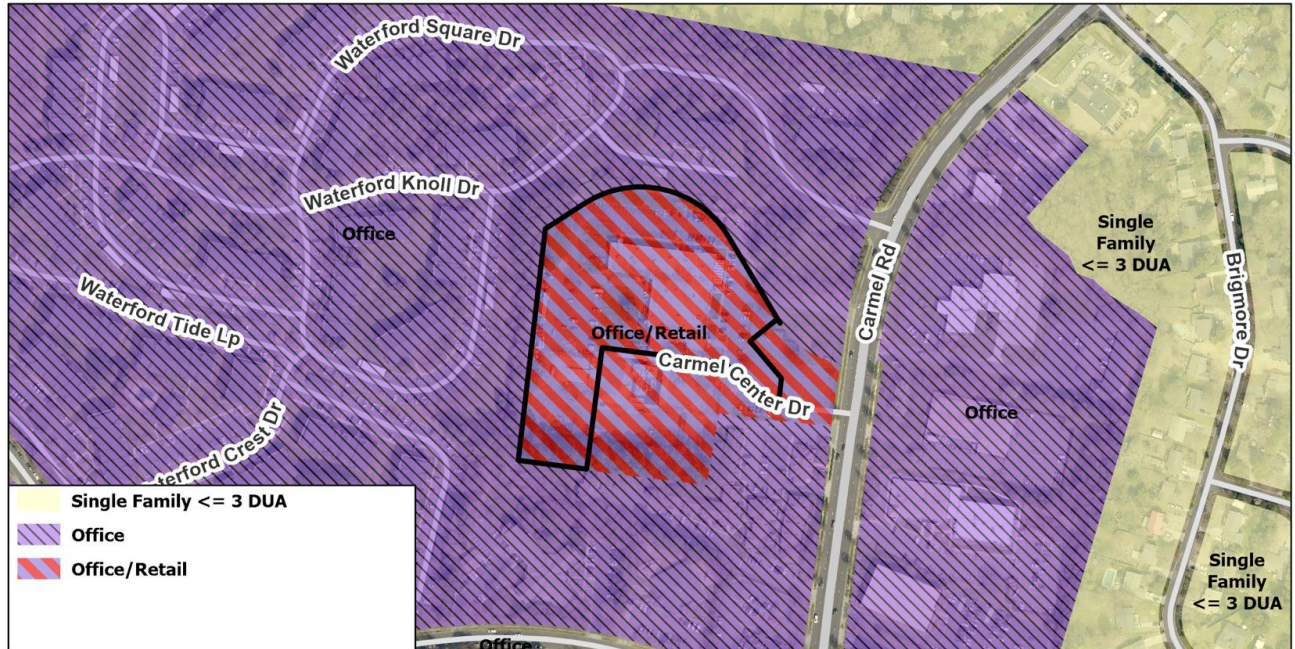 Waterford Square Dr
Waterford Knoll Dr
Office
Single
Family
<= 3 DUA
Carmel Rd
Brigmore Dr
Waterford Tide Lp
Office/Retail
Carmel Center Dr
Office
terford Crest Dr
Single Family <= 3 DUA
Office
Office/Retail
Single
Family
<= 3 DUA
Office